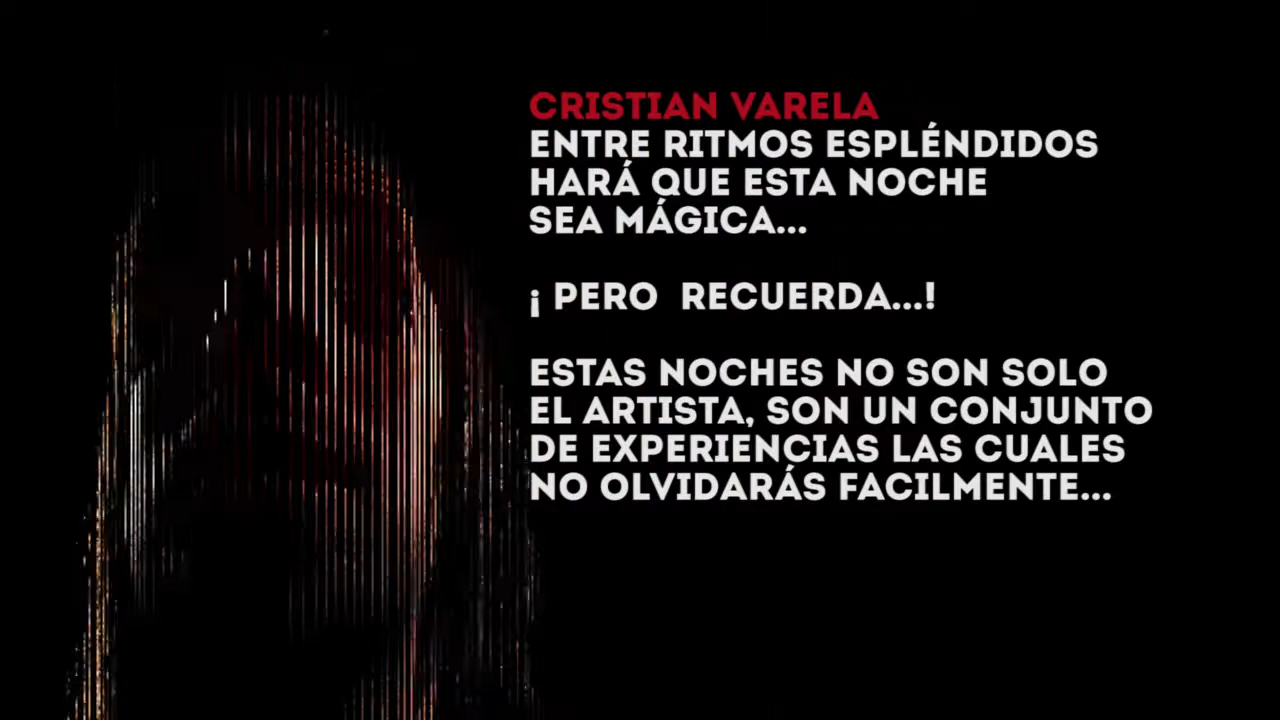 CRISTIAN VARELA
ENTRE RITMOS ESPLÉNDIDOS
HARÁ QUE ESTA NOCHE
SEA MÁGICA...
¡ PERO  RECUERDA...!
ESTAS NOCHES NO SON SOLO
EL ARTISTA, SON UN CONJUNTO
DE EXPERIENCIAS LAS CUALES
NO OLVIDARÁS FACILMENTE...